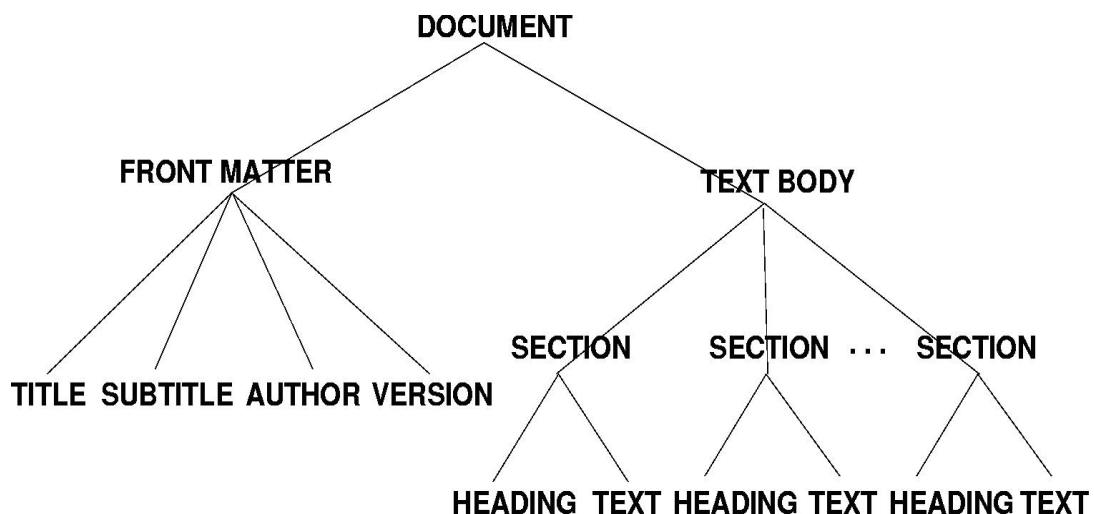 DOCUMENT
FRONT MATTER
TEXT BODY
SECTION SECTION ... SECTION
TITLE SUBTITLE AUTHOR VERSION
HEADING TEXT HEADING TEXT HEADING TEXT